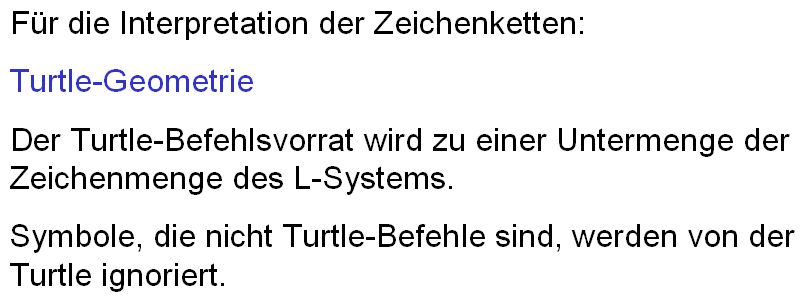 Für die Interpretation der Zeichenketten:
Turtle-Geometrie
Der Turtle-Befehlsvorrat wird zu einer Untermenge der
Zeichenmenge des L-Systems.
Symbole, die nicht Turtle-Befehle sind, werden von der
Turtle ignoriert.